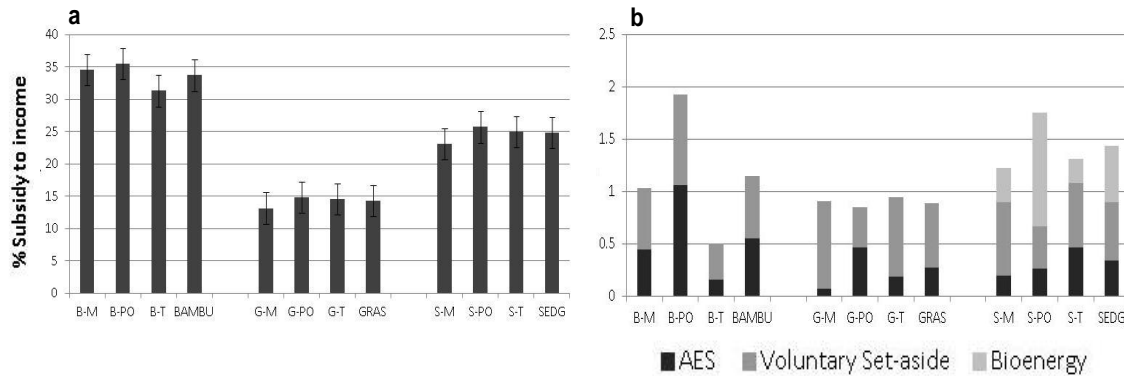 a
b
% Subsidy to income
40
35
30
25
20
15
10
5
0
B-M B-PO B-T BAMBU G-M G-PO G-T GRAS S-M S-PO S-T SEDG
2.5
2
1.5
1
0.5
0
B-M B-PO B-T BAMBU G-M G-PO G-T GRAS S-M S-PO S-T SEDG
AES Voluntary Set-aside Bioenergy